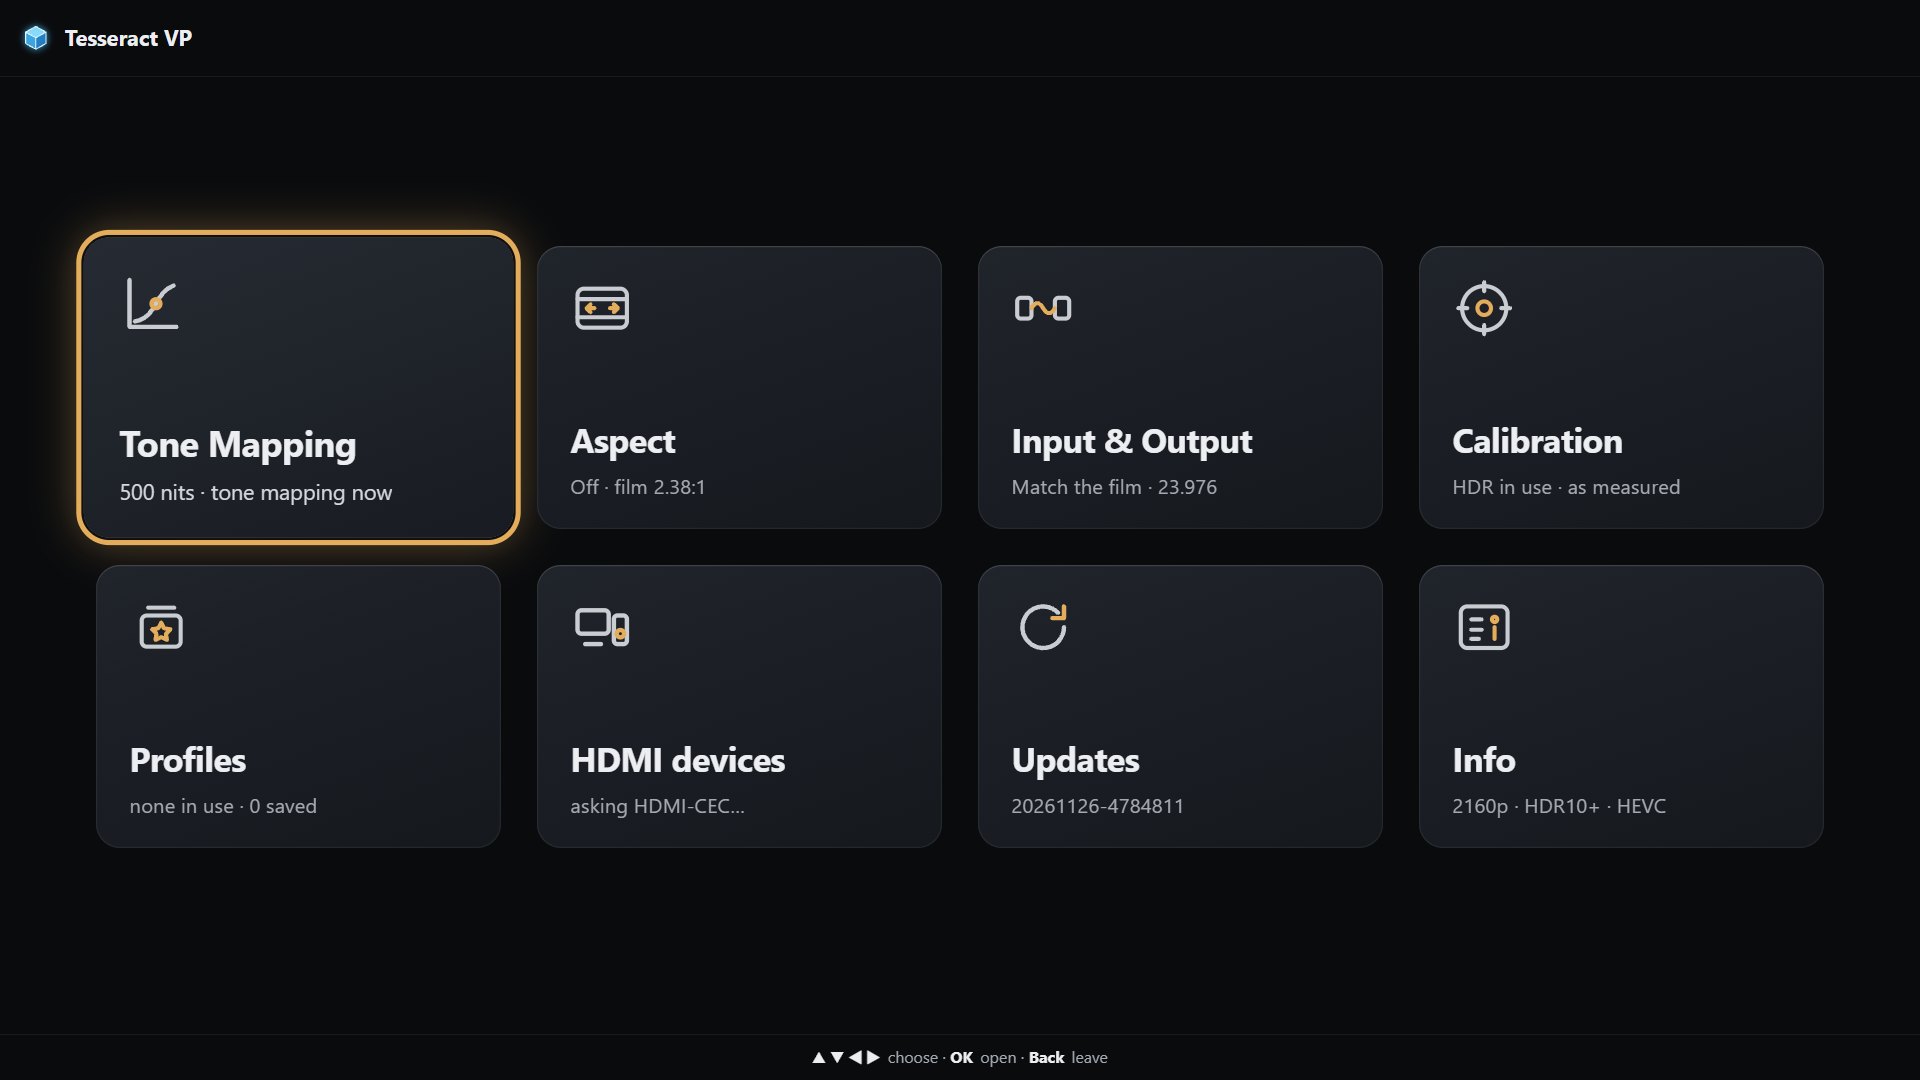 Tesseract VP
Tone Mapping
500 nits · tone mapping now
Aspect
Off · film 2.38:1
Input & Output
Match the film · 23.976
Calibration
HDR in use · as measured
Profiles
none in use · 0 saved
HDMI devices
asking HDMI-CEC...
Updates
20261126-4784811
Info
2160p · HDR10+ · HEVC
▲▼◀▶ choose · OK open · Back leave